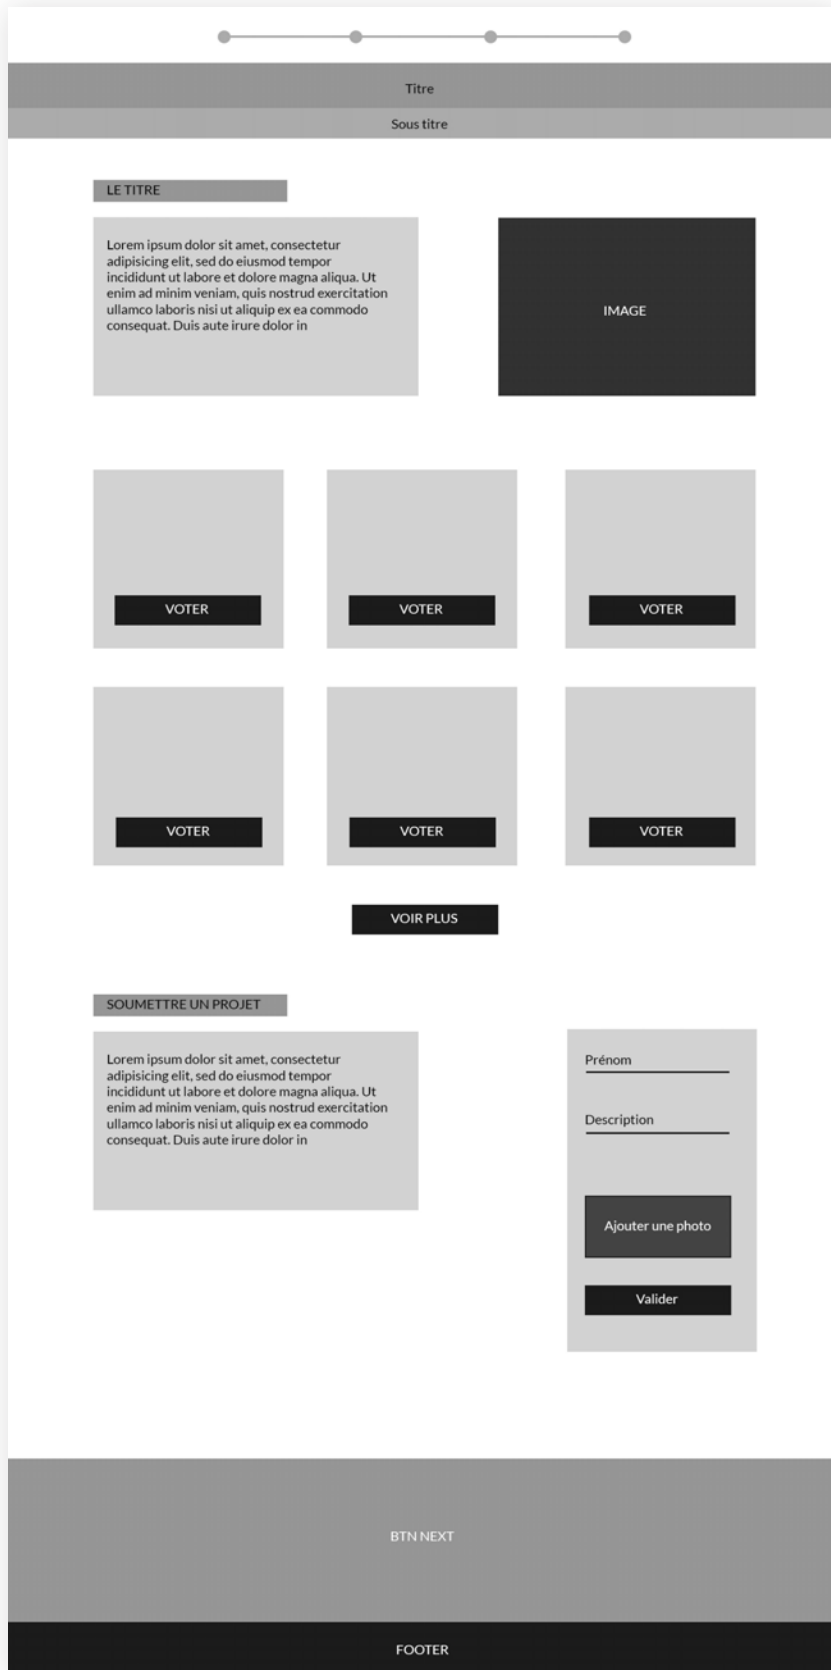 Titre
Sous titre
LE TITRE
Lorem ipsum dolor sit amet, consectetur
adipisicing elit, sed do eiusmod tempor
incididunt ut labore et dolore magna aliqua. Ut
enim ad minim veniam, quis nostrud exercitation
ullamco laboris nisi ut aliquip ex ea commodo
consequat. Duis aute irure dolor in
IMAGE
VOTER
VOTER
VOTER
VOTER
VOTER
VOTER
VOIR PLUS
SOUMETTRE UN PROJET
Lorem ipsum dolor sit amet, consectetur
adipisicing elit, sed do eiusmod tempor
incididunt ut labore et dolore magna aliqua. Ut
enim ad minim veniam, quis nostrud exercitation
ullamco laboris nisi ut aliquip ex ea commodo
consequat. Duis aute irure dolor in
Prénom
Description
Ajouter une photo
Valider
BTN NEXT
FOOTER